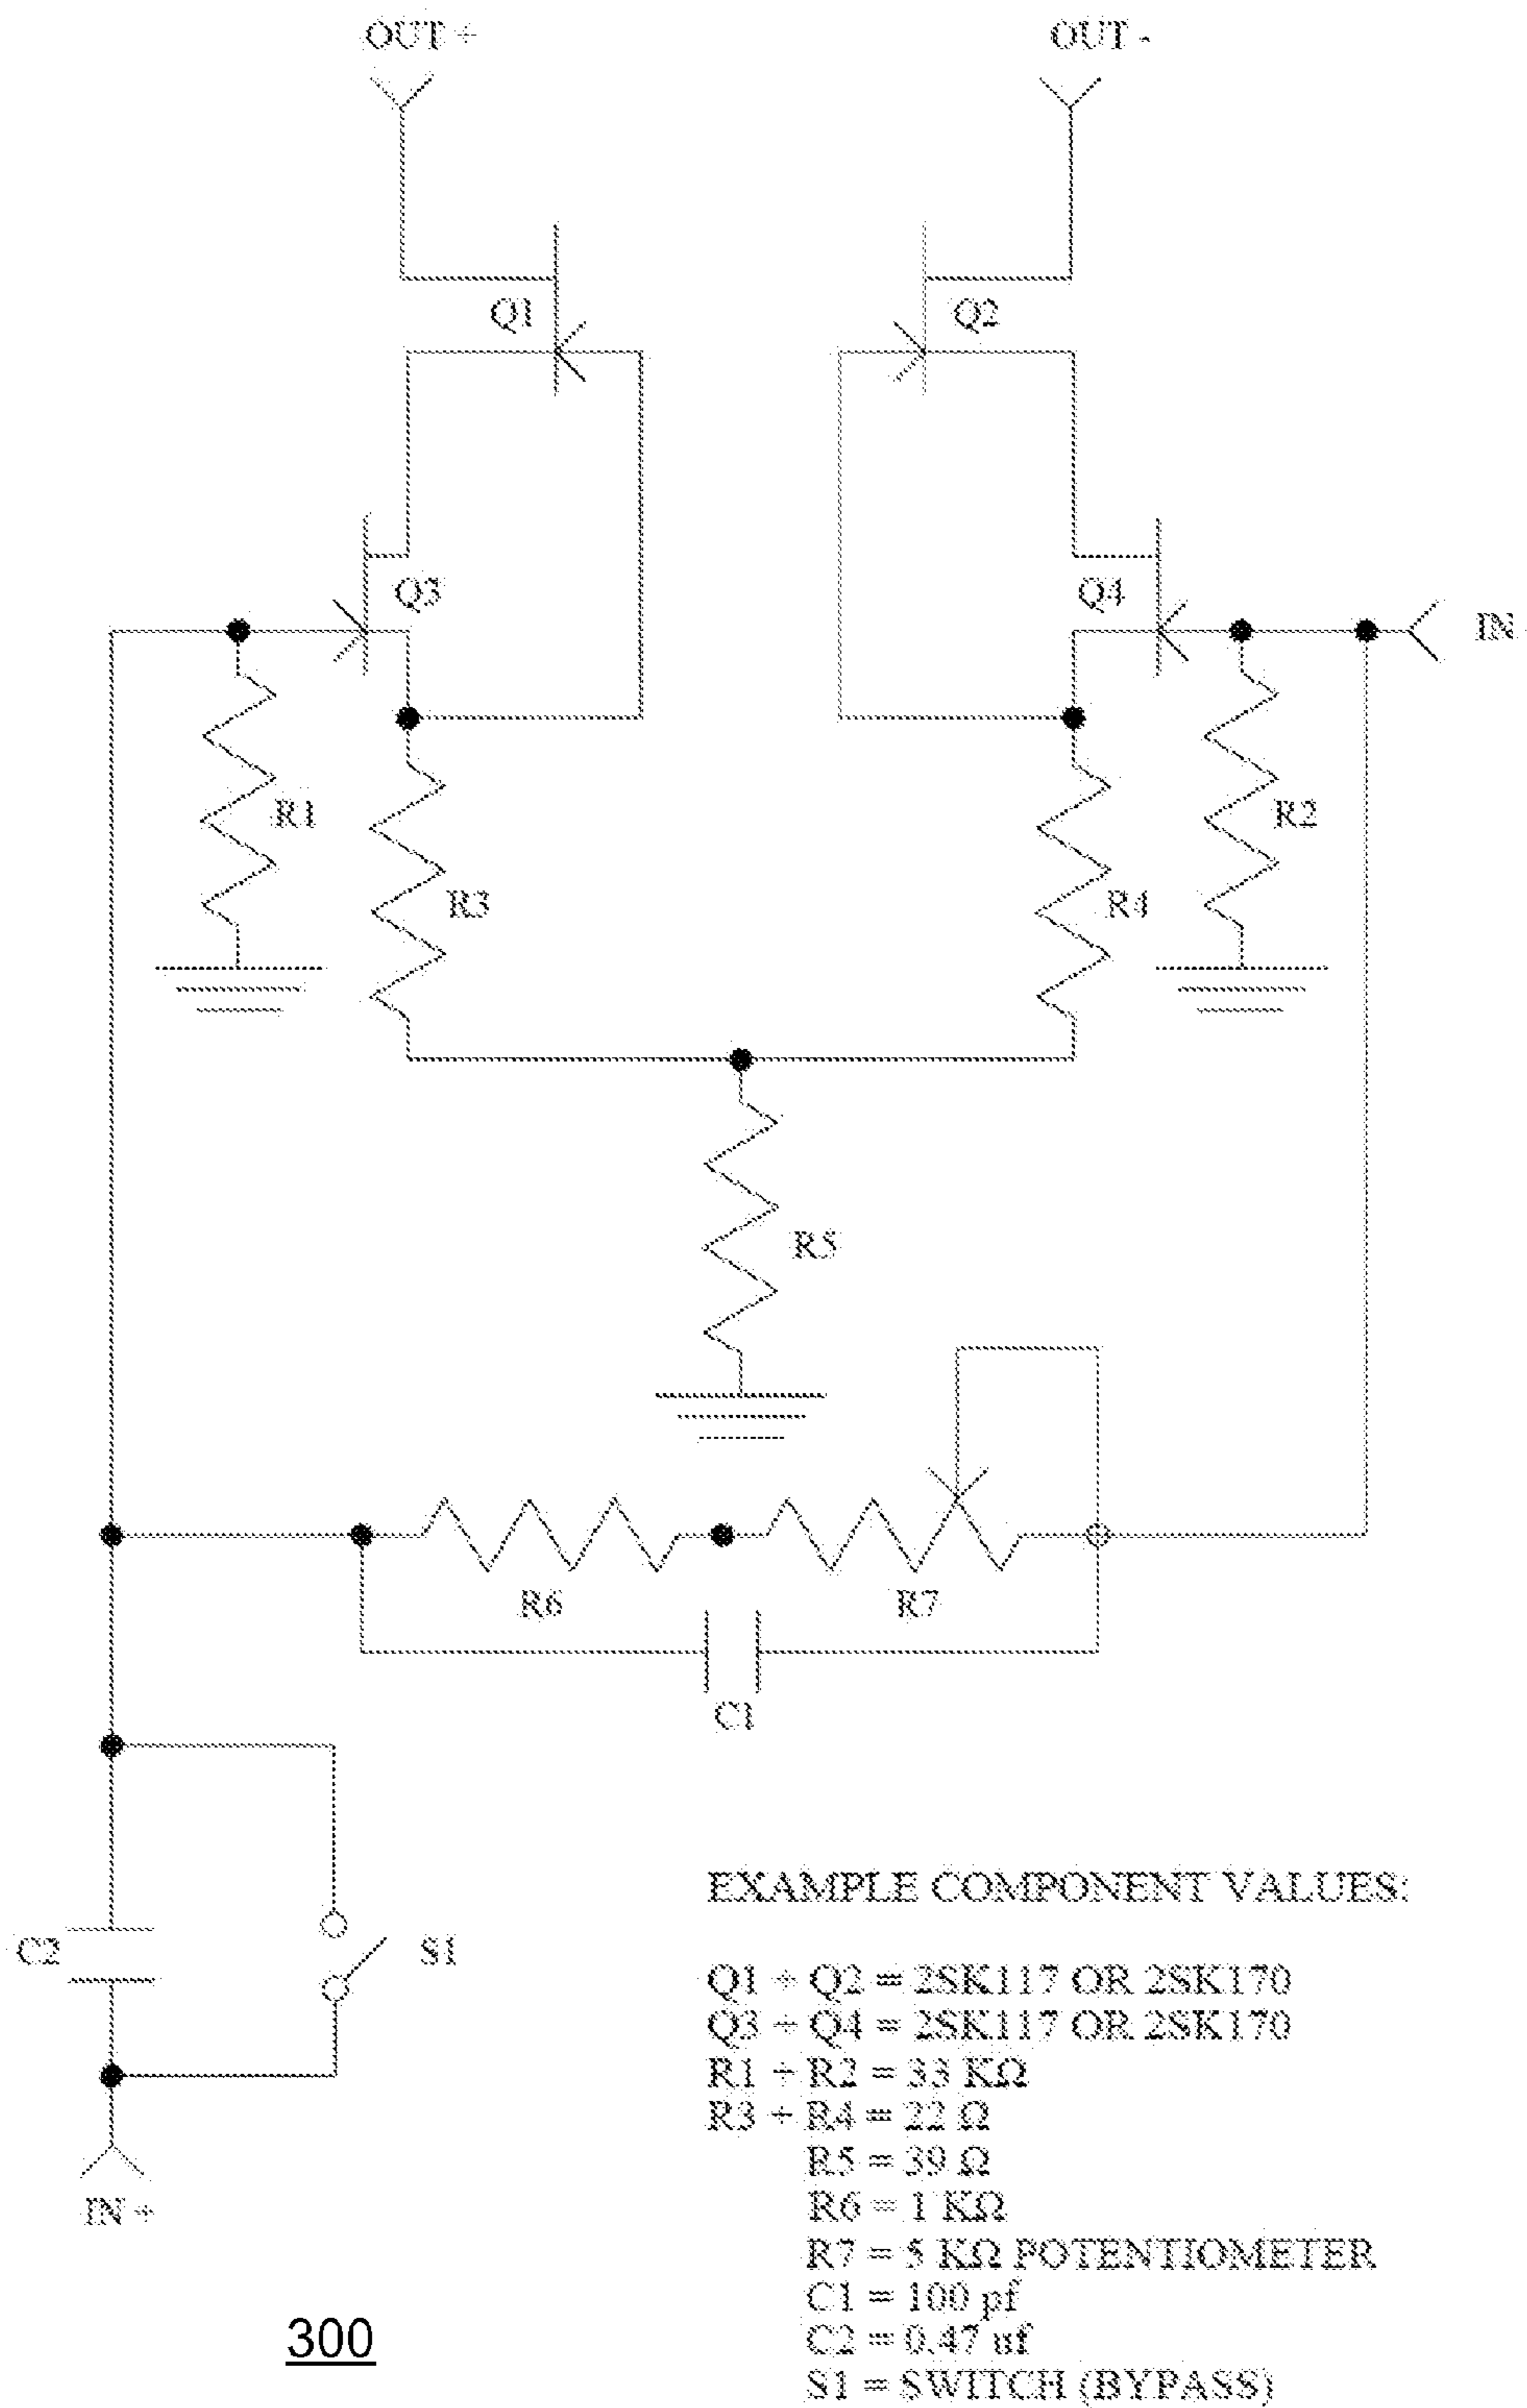 OUT + OUT -
Q1 Q2
Q3 Q4
IN -
R1 R2
R3 R4
R5
R6 R7
C1
C2 S1
IN +
EXAMPLE COMPONENT VALUES:
Q1 + Q2 = 2SK117 OR 2SK170
Q3 + Q4 = 2SK117 OR 2SK170
R1 + R2 = 33 KΩ
R3 + R4 = 22 Ω
R5 = 39 Ω
R6 = 1 KΩ
R7 = 5 KΩ POTENTIOMETER
C1 = 100 pf
C2 = 0.47 uf
S1 = SWITCH (BYPASS)
300